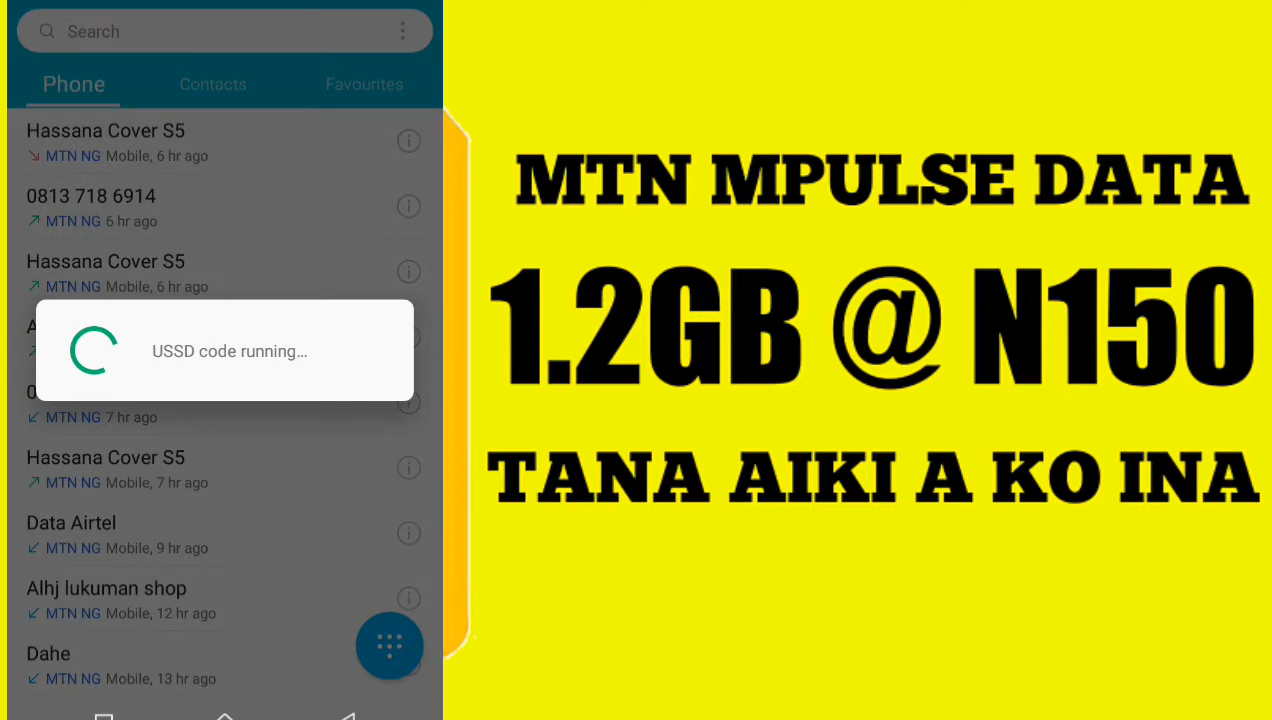 Search
Phone
Contacts
Favourites
Hassana Cover S5
MTN NG Mobile, 6 hr ago
0813 718 6914
MTN NG 6 hr ago
Hassana Cover S5
MTN NG Mobile, 6 hr ago
USSD code running...
MTN NG 7 hr ago
Hassana Cover S5
MTN NG Mobile, 7 hr ago
Data Airtel
MTN NG Mobile, 9 hr ago
Alhj lukuman shop
MTN NG Mobile, 12 hr ago
Dahe
MTN NG Mobile, 13 hr ago
MTN MPULSE DATA
1.2GB @ N150
TANA AIKI A KO INA